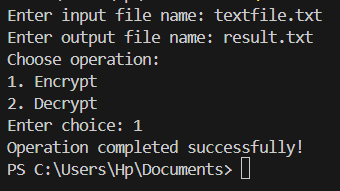 Enter input file name: textfile.txt
Enter output file name: result.txt
Choose operation:
1. Encrypt
2. Decrypt
Enter choice: 1
Operation completed successfully!
PS C:\Users\Hp\Documents>